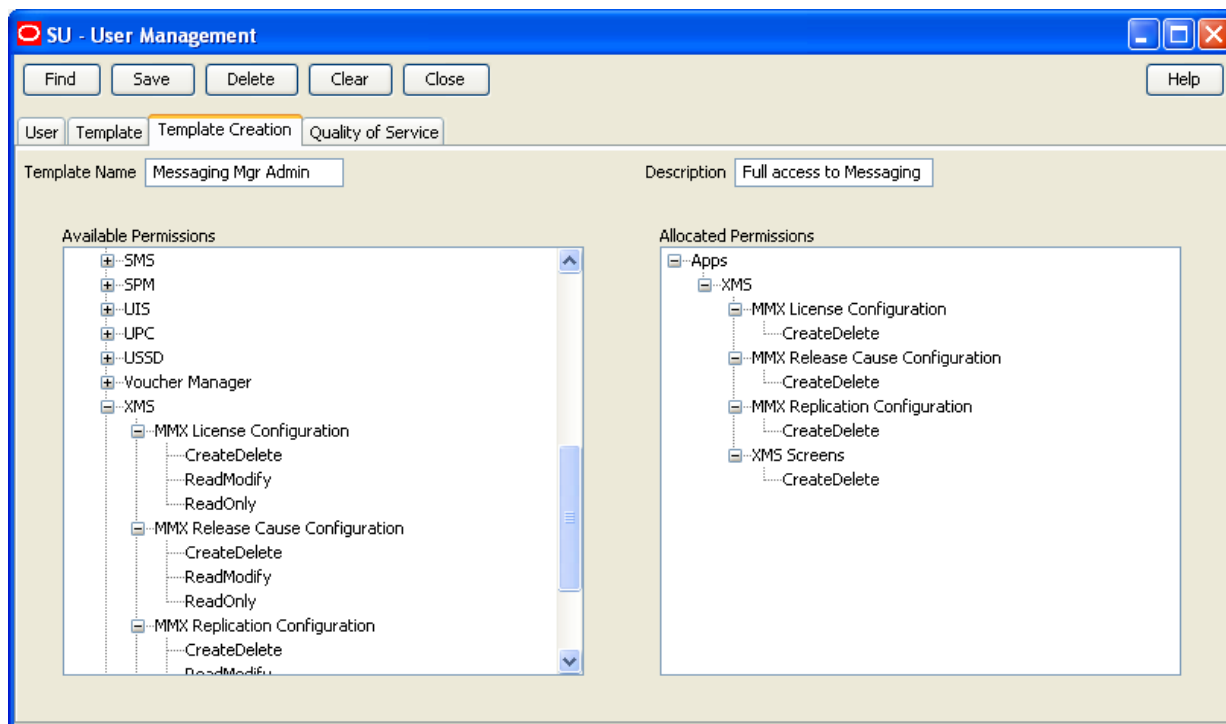 SU - User Management
Find Save Delete Clear Close Help
User Template Template Creation Quality of Service
Template Name Messaging Mgr Admin Description Full access to Messaging
Available Permissions
SMS
SPM
UIS
UPC
USSD
Voucher Manager
XMS
MMX License Configuration
CreateDelete
ReadModify
ReadOnly
MMX Release Cause Configuration
CreateDelete
ReadModify
ReadOnly
MMX Replication Configuration
CreateDelete
ReadModify
Allocated Permissions
Apps
XMS
MMX License Configuration
CreateDelete
MMX Release Cause Configuration
CreateDelete
MMX Replication Configuration
CreateDelete
XMS Screens
CreateDelete